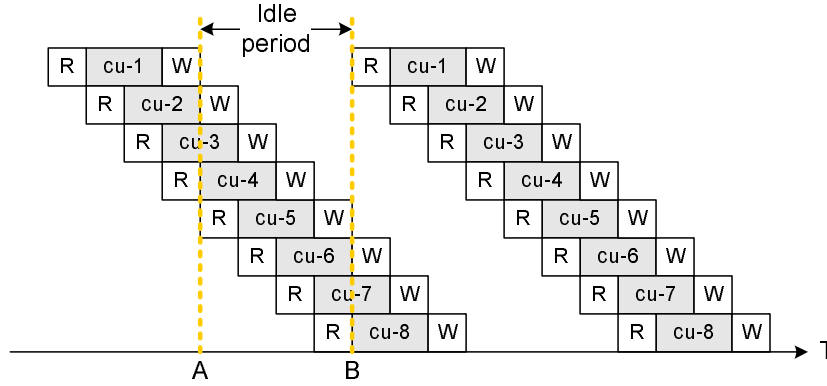 Idle
period
R cu-1 W R cu-1 W
R cu-2 W R cu-2 W
R cu-3 W R cu-3 W
R cu-4 W R cu-4 W
R cu-5 W R cu-5 W
R cu-6 W R cu-6 W
R cu-7 W R cu-7 W
R cu-8 W R cu-8 W
T
A B